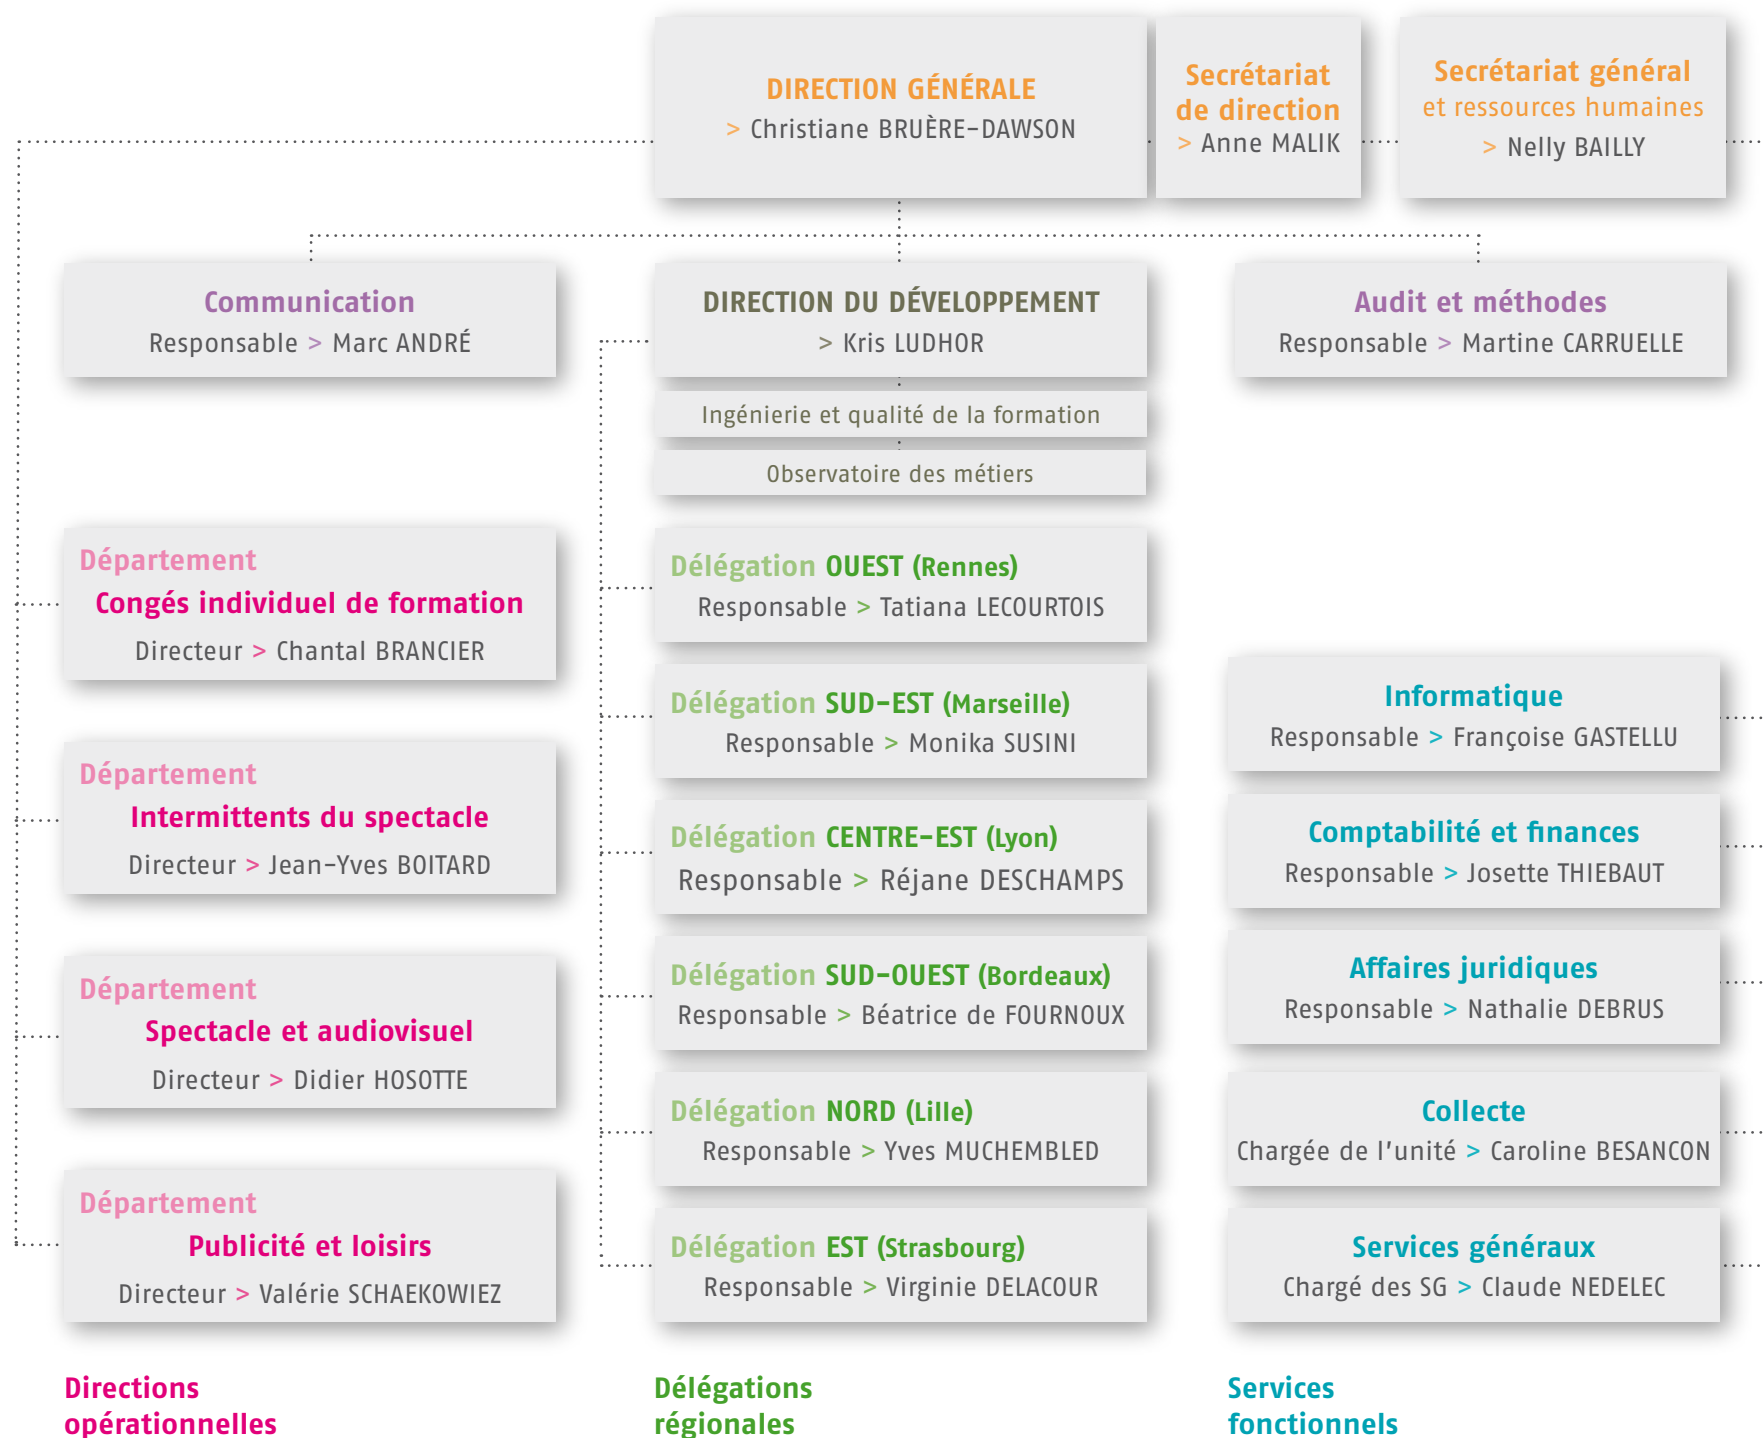 DIRECTION GÉNÉRALE
> Christiane BRUÈRE-DAWSON
Secrétariat
de direction
> Anne MALIK
Secrétariat général
et ressources humaines
> Nelly BAILLY
Communication
Responsable > Marc ANDRÉ
DIRECTION DU DÉVELOPPEMENT
> Kris LUDHOR
Ingénierie et qualité de la formation
Observatoire des métiers
Audit et méthodes
Responsable > Martine CARRUELLE
Département
Congés individuel de formation
Directeur > Chantal BRANCIER
Département
Intermittents du spectacle
Directeur > Jean-Yves BOITARD
Département
Spectacle et audiovisuel
Directeur > Didier HOSOTTE
Département
Publicité et loisirs
Directeur > Valérie SCHAEKOWIEZ
Directions
opérationnelles
Délégation OUEST (Rennes)
Responsable > Tatiana LECOURTOIS
Délégation SUD-EST (Marseille)
Responsable > Monika SUSINI
Délégation CENTRE-EST (Lyon)
Responsable > Réjane DESCHAMPS
Délégation SUD-OUEST (Bordeaux)
Responsable > Béatrice de FOURNOUX
Délégation NORD (Lille)
Responsable > Yves MUCHEMBLED
Délégation EST (Strasbourg)
Responsable > Virginie DELACOUR
Délégations
régionales
Informatique
Responsable > Françoise GASTELLU
Comptabilité et finances
Responsable > Josette THIEBAUT
Affaires juridiques
Responsable > Nathalie DEBRUS
Collecte
Chargée de l'unité > Caroline BESANCON
Services généraux
Chargé des SG > Claude NEDELEC
Services
fonctionnels